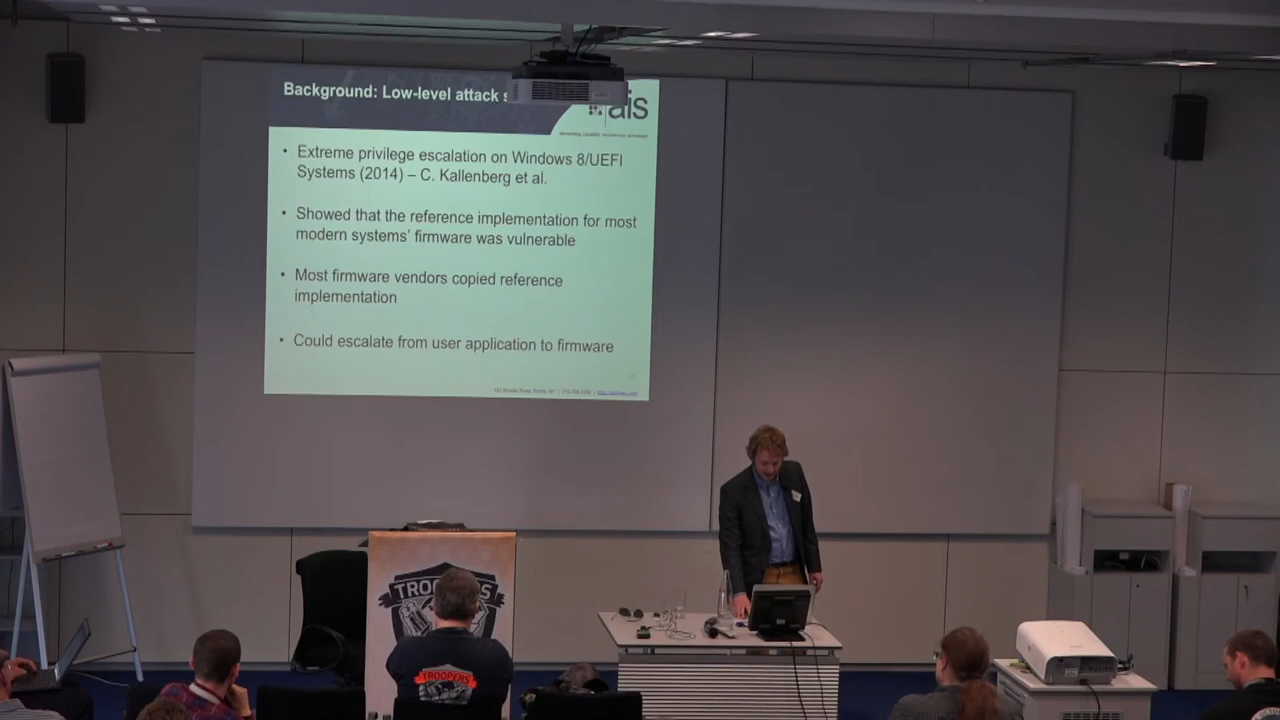 Background: Low-level attack s
ais
• Extreme privilege escalation on Windows 8/UEFI
Systems (2014) – C. Kallenberg et al.
• Showed that the reference implementation for most
modern systems' firmware was vulnerable
• Most firmware vendors copied reference
implementation
• Could escalate from user application to firmware
TROOPERS
TROOPERS